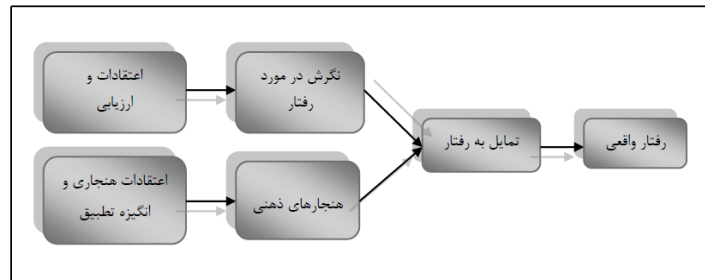 اعتقادات و
ارزیابی
نگرش در مورد
رفتار
اعتقادات هنجاری و
انگیزه تطبیق
هنجارهای ذهنی
تمایل به رفتار
رفتار واقعی